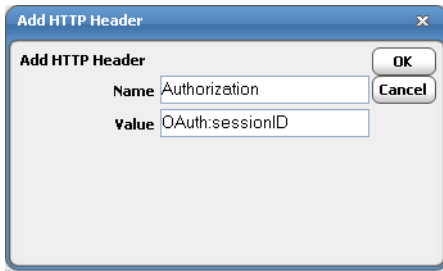 Add HTTP Header
Add HTTP Header
OK
Name Authorization
Cancel
Value OAuth:sessionID